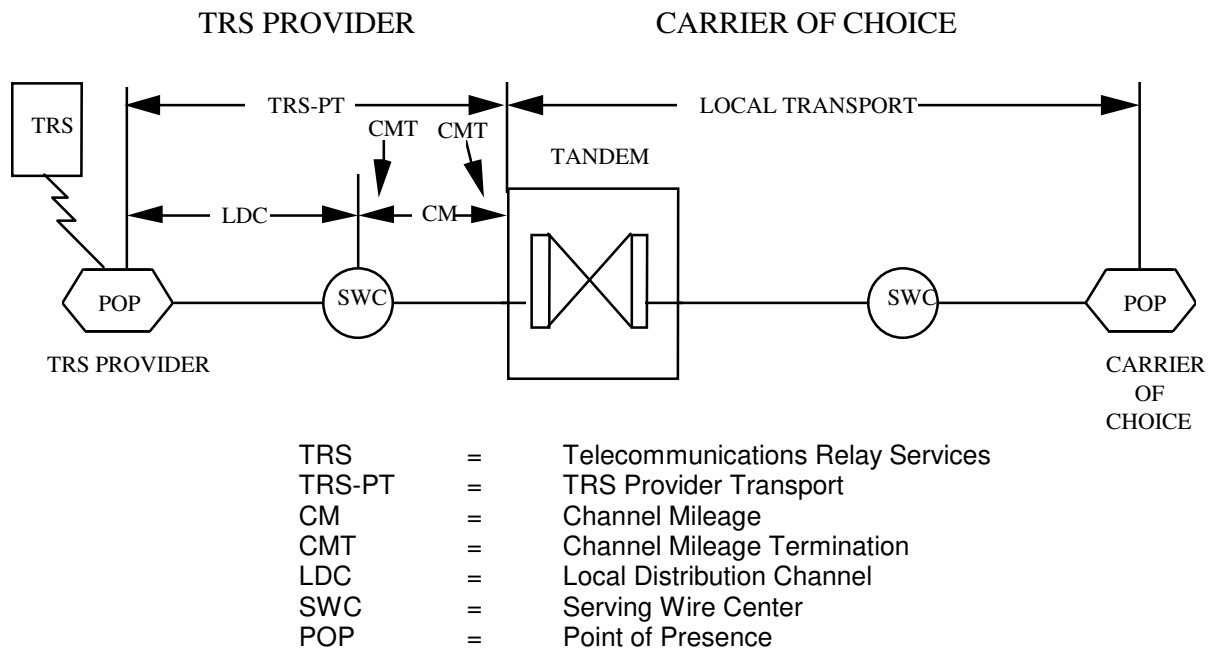 TRS PROVIDER CARRIER OF CHOICE
TRS
TRS-PT
LOCAL TRANSPORT
CMT CMT
TANDEM
LDC
CM
POP
SWC
SWC
POP
TRS PROVIDER
CARRIER
OF
CHOICE
TRS = Telecommunications Relay Services
TRS-PT = TRS Provider Transport
CM = Channel Mileage
CMT = Channel Mileage Termination
LDC = Local Distribution Channel
SWC = Serving Wire Center
POP = Point of Presence